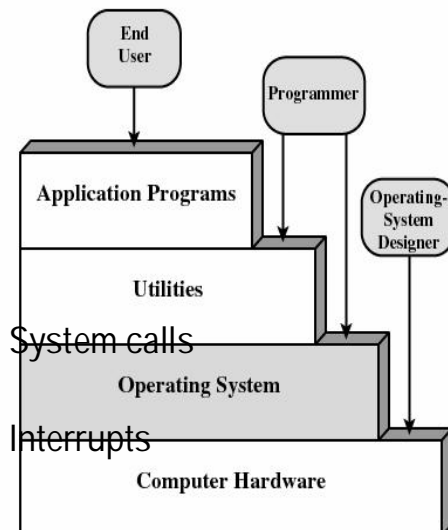 End
User
Programmer
Application Programs
Operating-
System
Designer
Utilities
System calls
Operating System
Interrupts
Computer Hardware